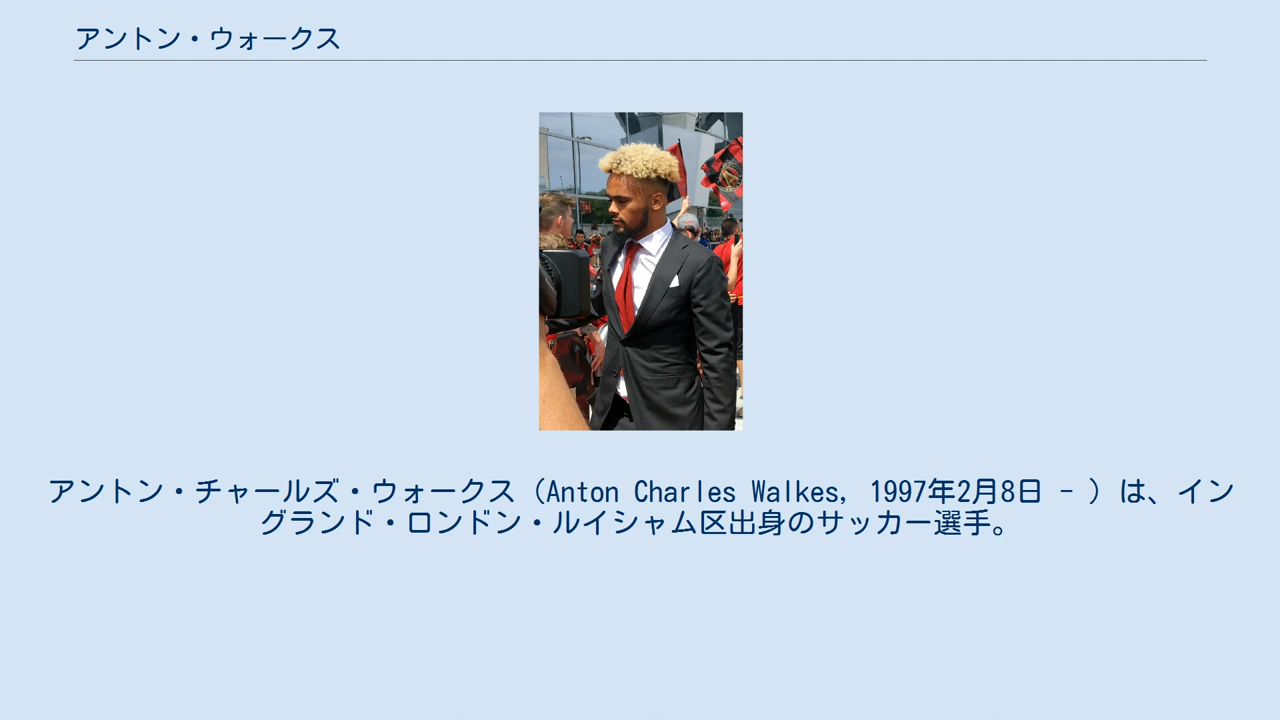 アントン・ウォークス
アントン・チャールズ・ウォークス（Anton Charles Walkes, 1997年2月8日 - ）は、イン
グランド・ロンドン・ルイシャム区出身のサッカー選手。